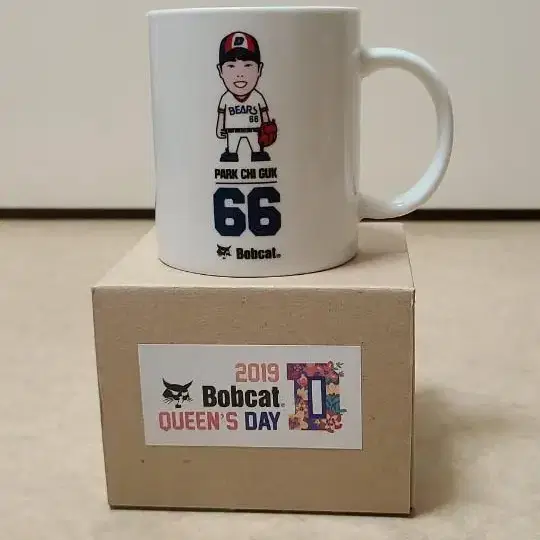 D
BEARS
66
PARK CHI GUK
66
Bobcat
2019
Bobcat
QUEEN'S DAY
D